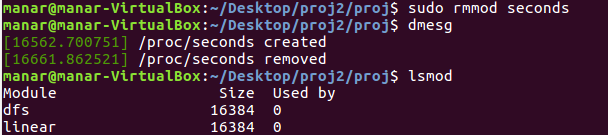 manar@manar-VirtualBox:~/Desktop/proj2/proj$ sudo rmmod seconds
manar@manar-VirtualBox:~/Desktop/proj2/proj$ dmesg
[16562.700751] /proc/seconds created
[16661.862521] /proc/seconds removed
manar@manar-VirtualBox:~/Desktop/proj2/proj$ lsmod
Module                  Size  Used by
dfs                    16384  0
linear                 16384  0